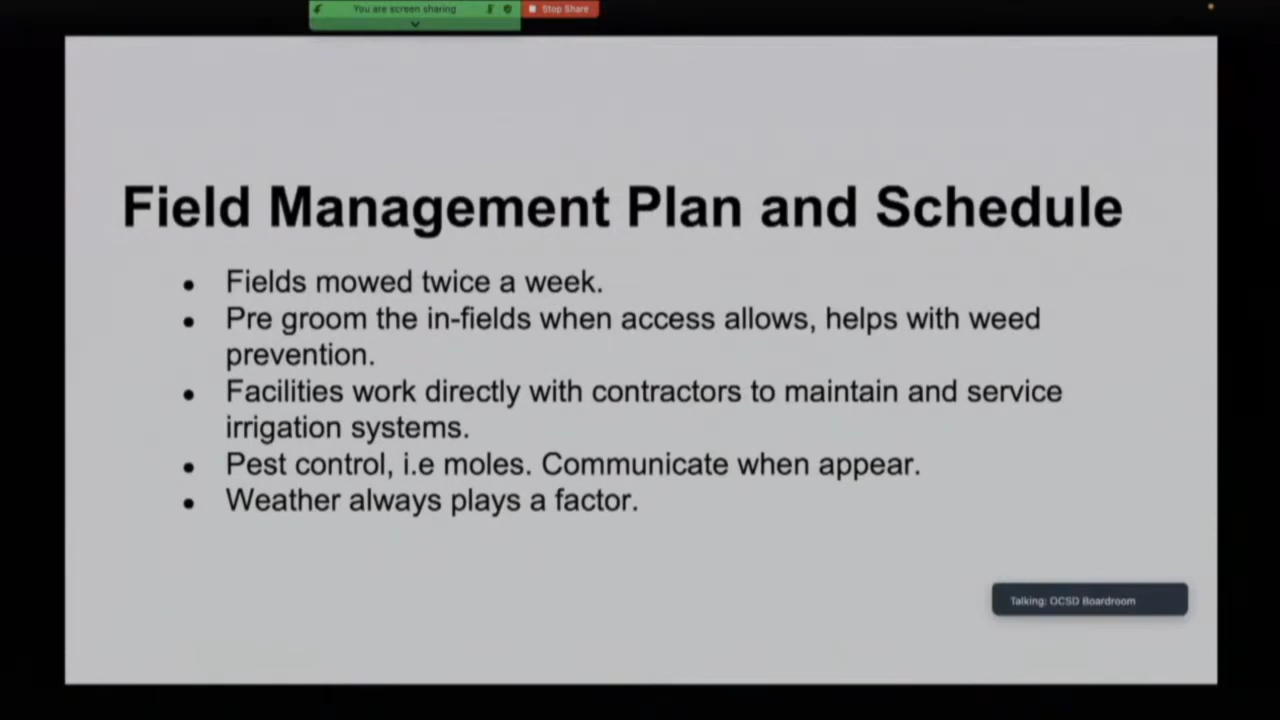 You are screen sharing
Stop Share
Field Management Plan and Schedule
● Fields mowed twice a week.
● Pre groom the in-fields when access allows, helps with weed
prevention.
● Facilities work directly with contractors to maintain and service
irrigation systems.
● Pest control, i.e moles. Communicate when appear.
● Weather always plays a factor.
Talking: OCSD Boardroom